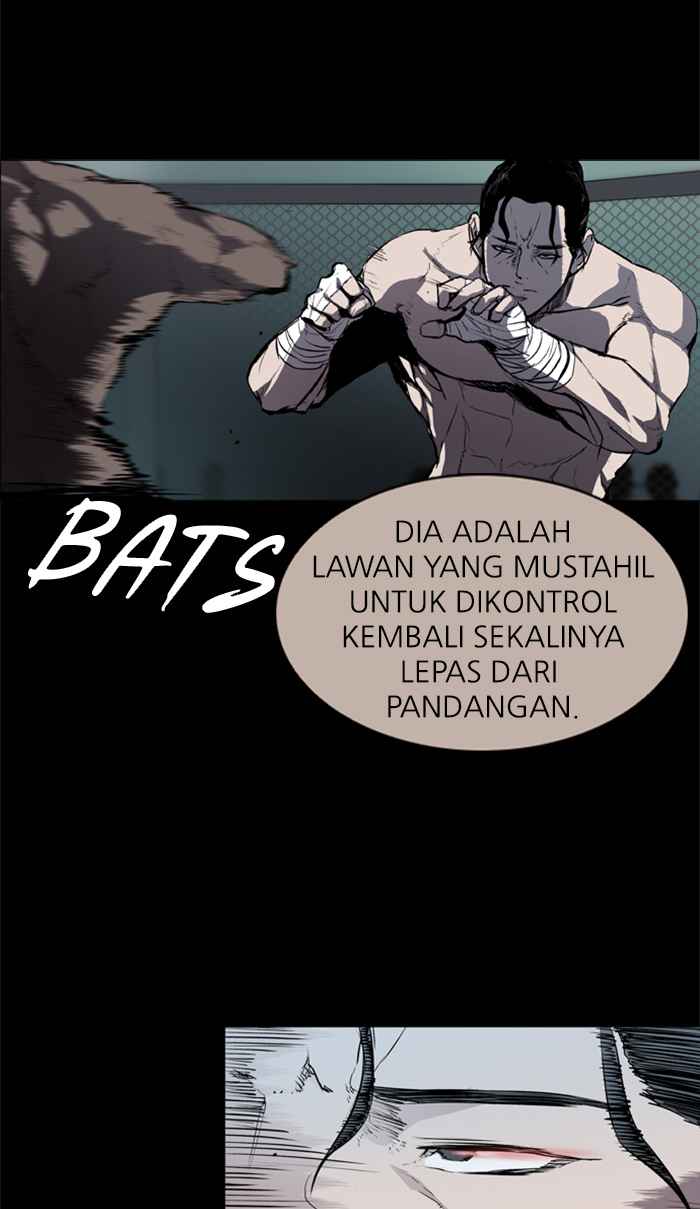 BATS
DIA ADALAH
LAWAN YANG MUSTAHIL
UNTUK DIKONTROL
KEMBALI SEKALINYA
LEPAS DARI
PANDANGAN.